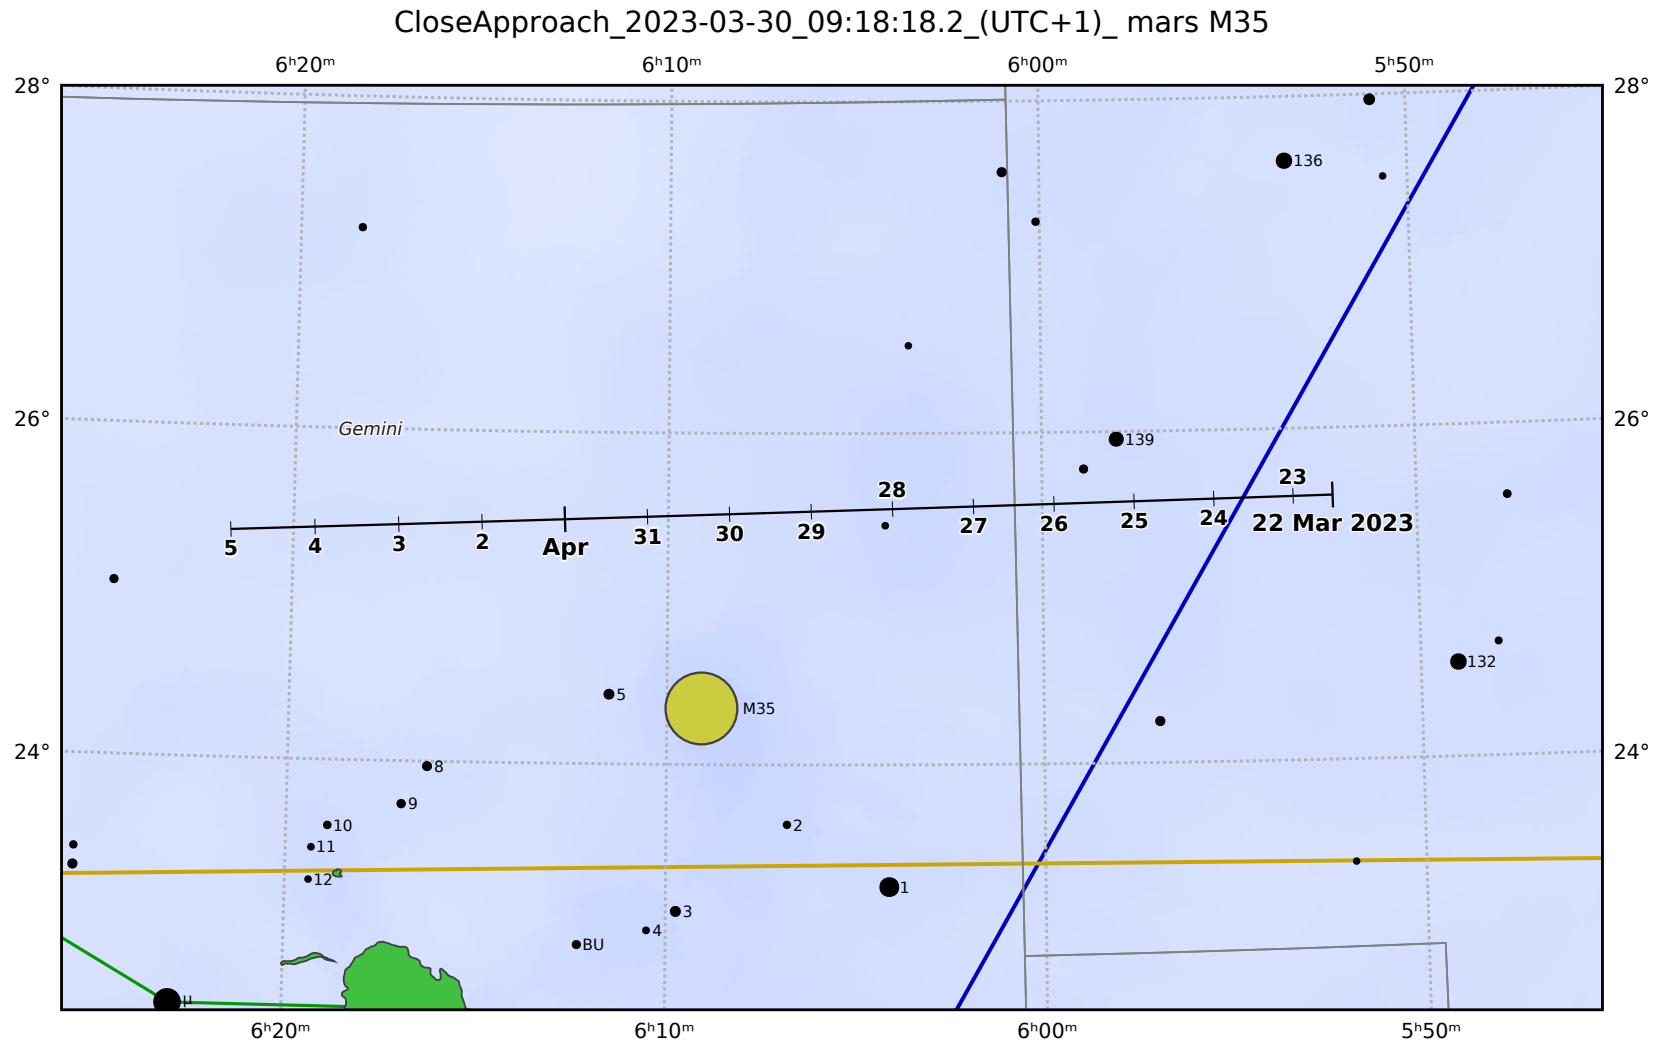 CloseApproach_2023-03-30_09:18:18.2_(UTC+1)_ mars M35
6ʰ20ᵐ 6ʰ10ᵐ 6ʰ00ᵐ 5ʰ50ᵐ
28° 28°
136
26° 26°
Gemini
139
23
28
5 4 3 2 Apr 31 30 29 27 26 25 24 22 Mar 2023
132
5
M35
24° 24°
8
9
10
2
11
12
1
3
4
BU
μ
6ʰ20ᵐ 6ʰ10ᵐ 6ʰ00ᵐ 5ʰ50ᵐ